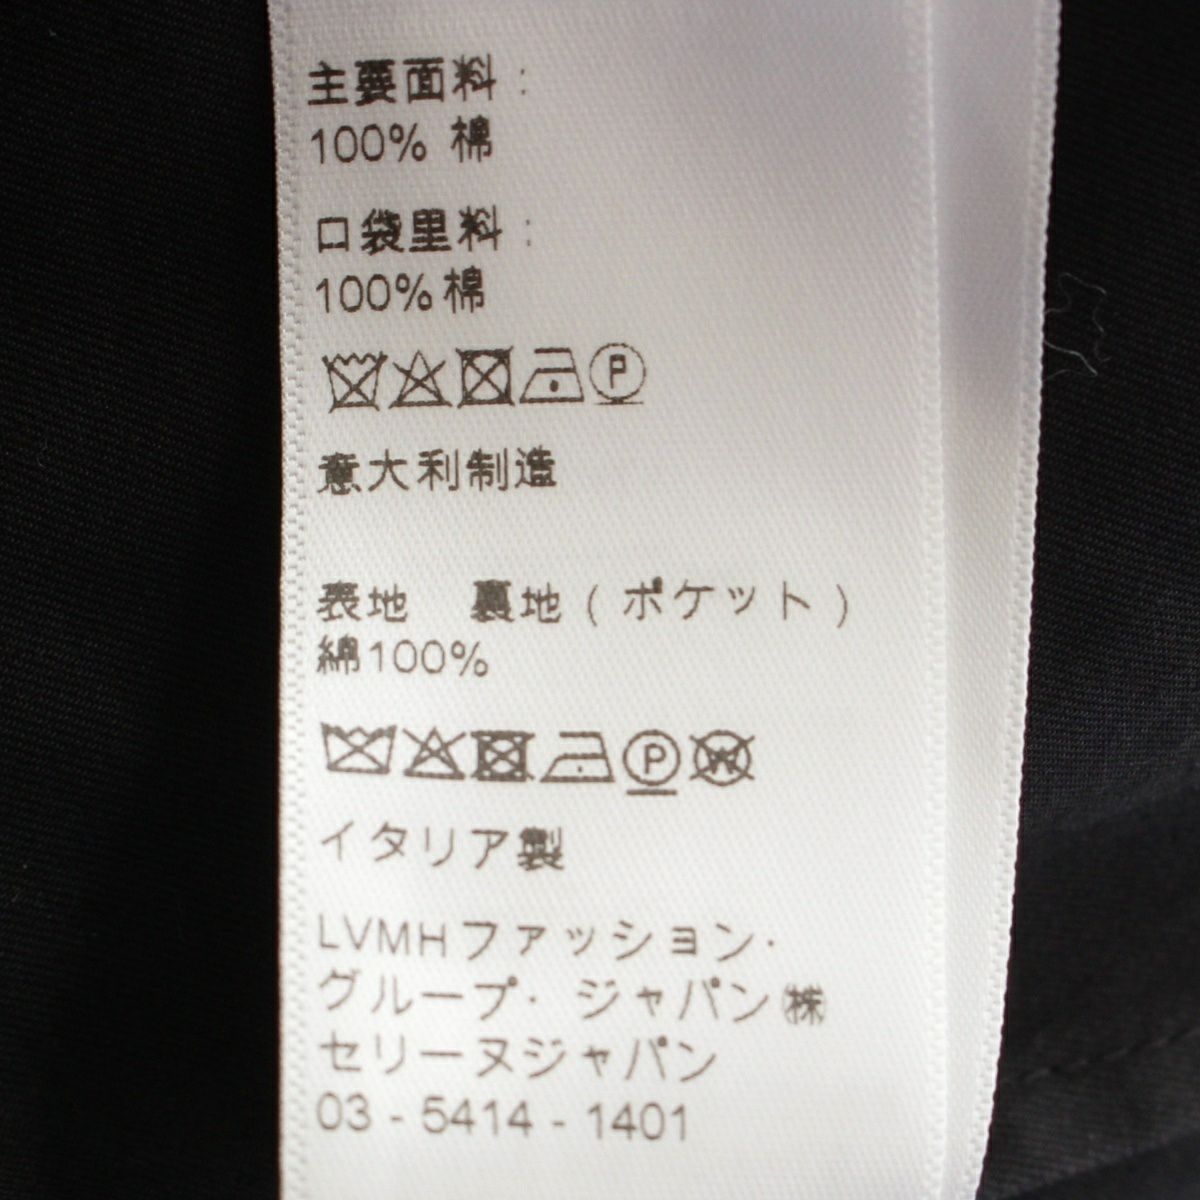 主要面料：
100% 棉
口袋里料：
100% 棉
P
意大利制造
表地　裏地 ( ポケット )
綿100%
P W
イタリア製
LVMHファッション・
グループ・ジャパン㈱
セリーヌジャパン
03 - 5414 - 1401